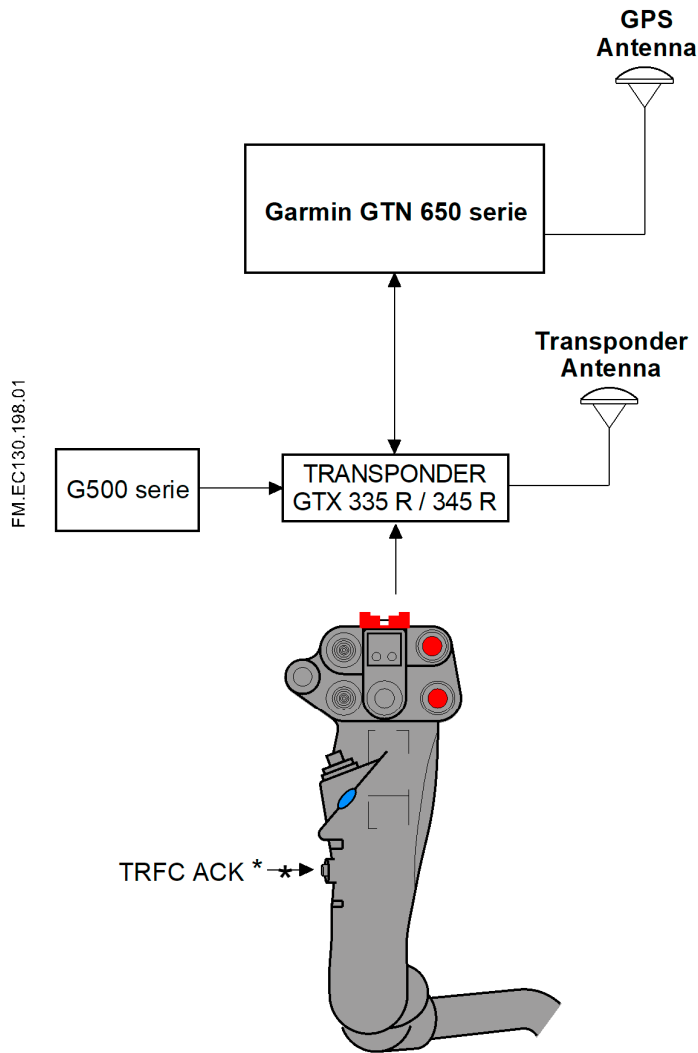 GPS
Antenna
Garmin GTN 650 serie
Transponder
Antenna
FM.EC130.198.01
G500 serie
TRANSPONDER
GTX 335 R / 345 R
TRFC ACK * *